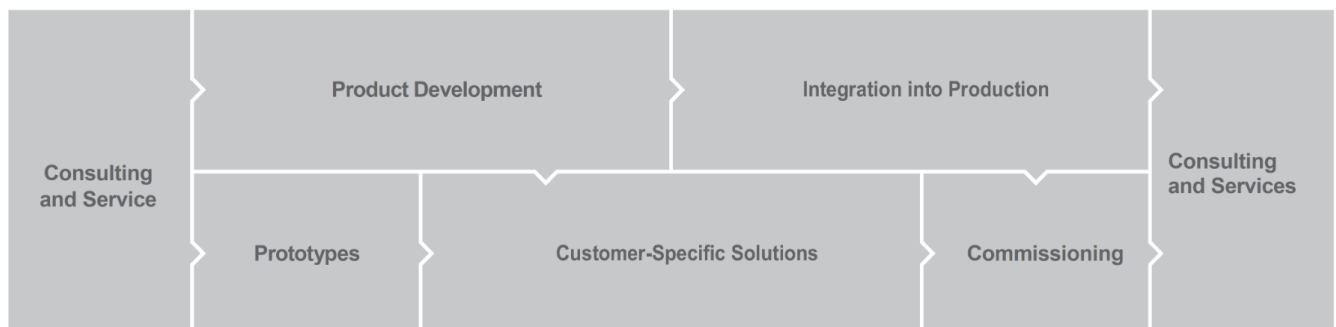 Consulting
and Service
Product Development
Integration into Production
Prototypes
Customer-Specific Solutions
Commissioning
Consulting
and Services